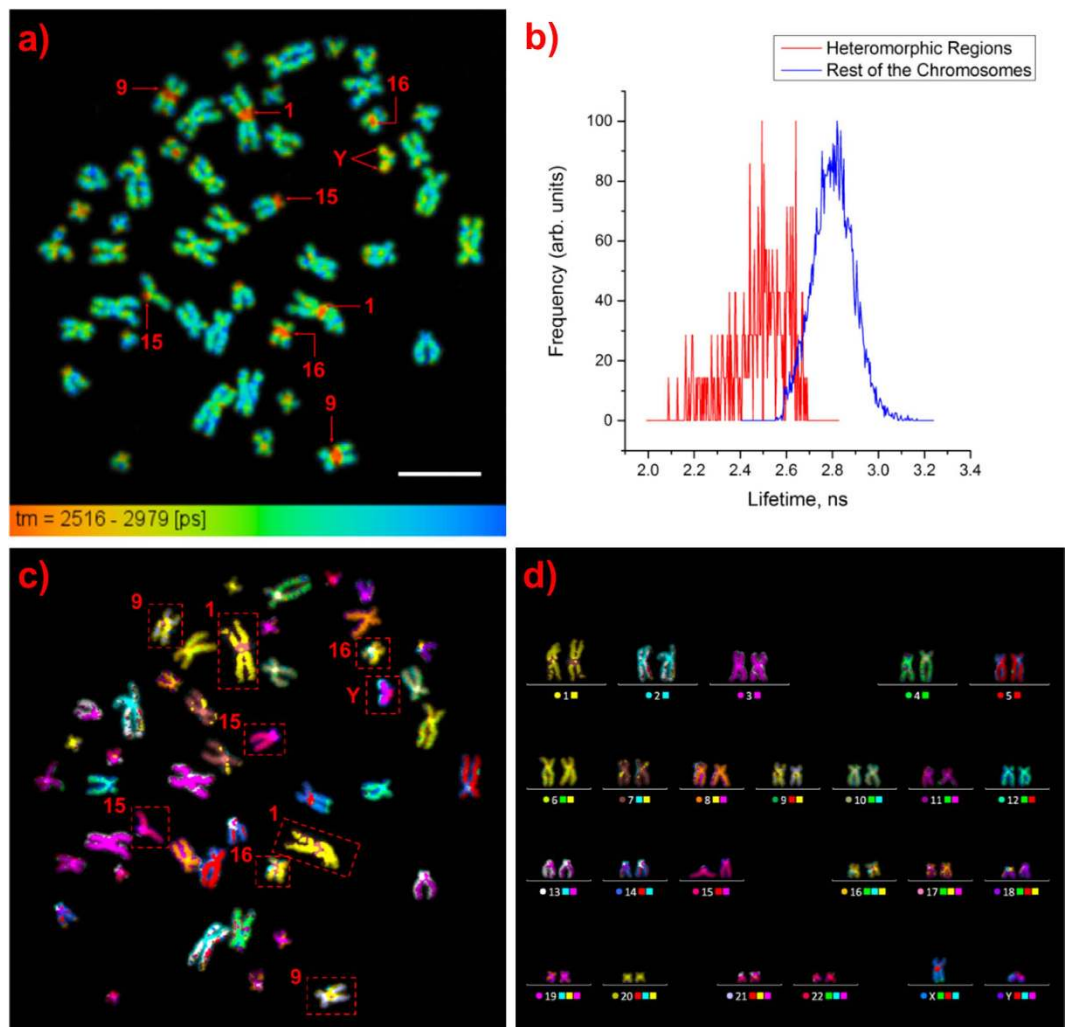 a)
9
1
16
Y
15
1
15
16
9
tm = 2516 - 2979 [ps]
b)
Heteromorphic Regions
Rest of the Chromosomes
Frequency (arb. units)
100
80
60
40
20
0
2.0 2.2 2.4 2.6 2.8 3.0 3.2 3.4
Lifetime, ns
c)
9
1
16
Y
15
15
1
16
9
d)
1 2 3 4 5
6 7 8 9 10 11 12
13 14 15 16 17 18
19 20 21 22 X Y